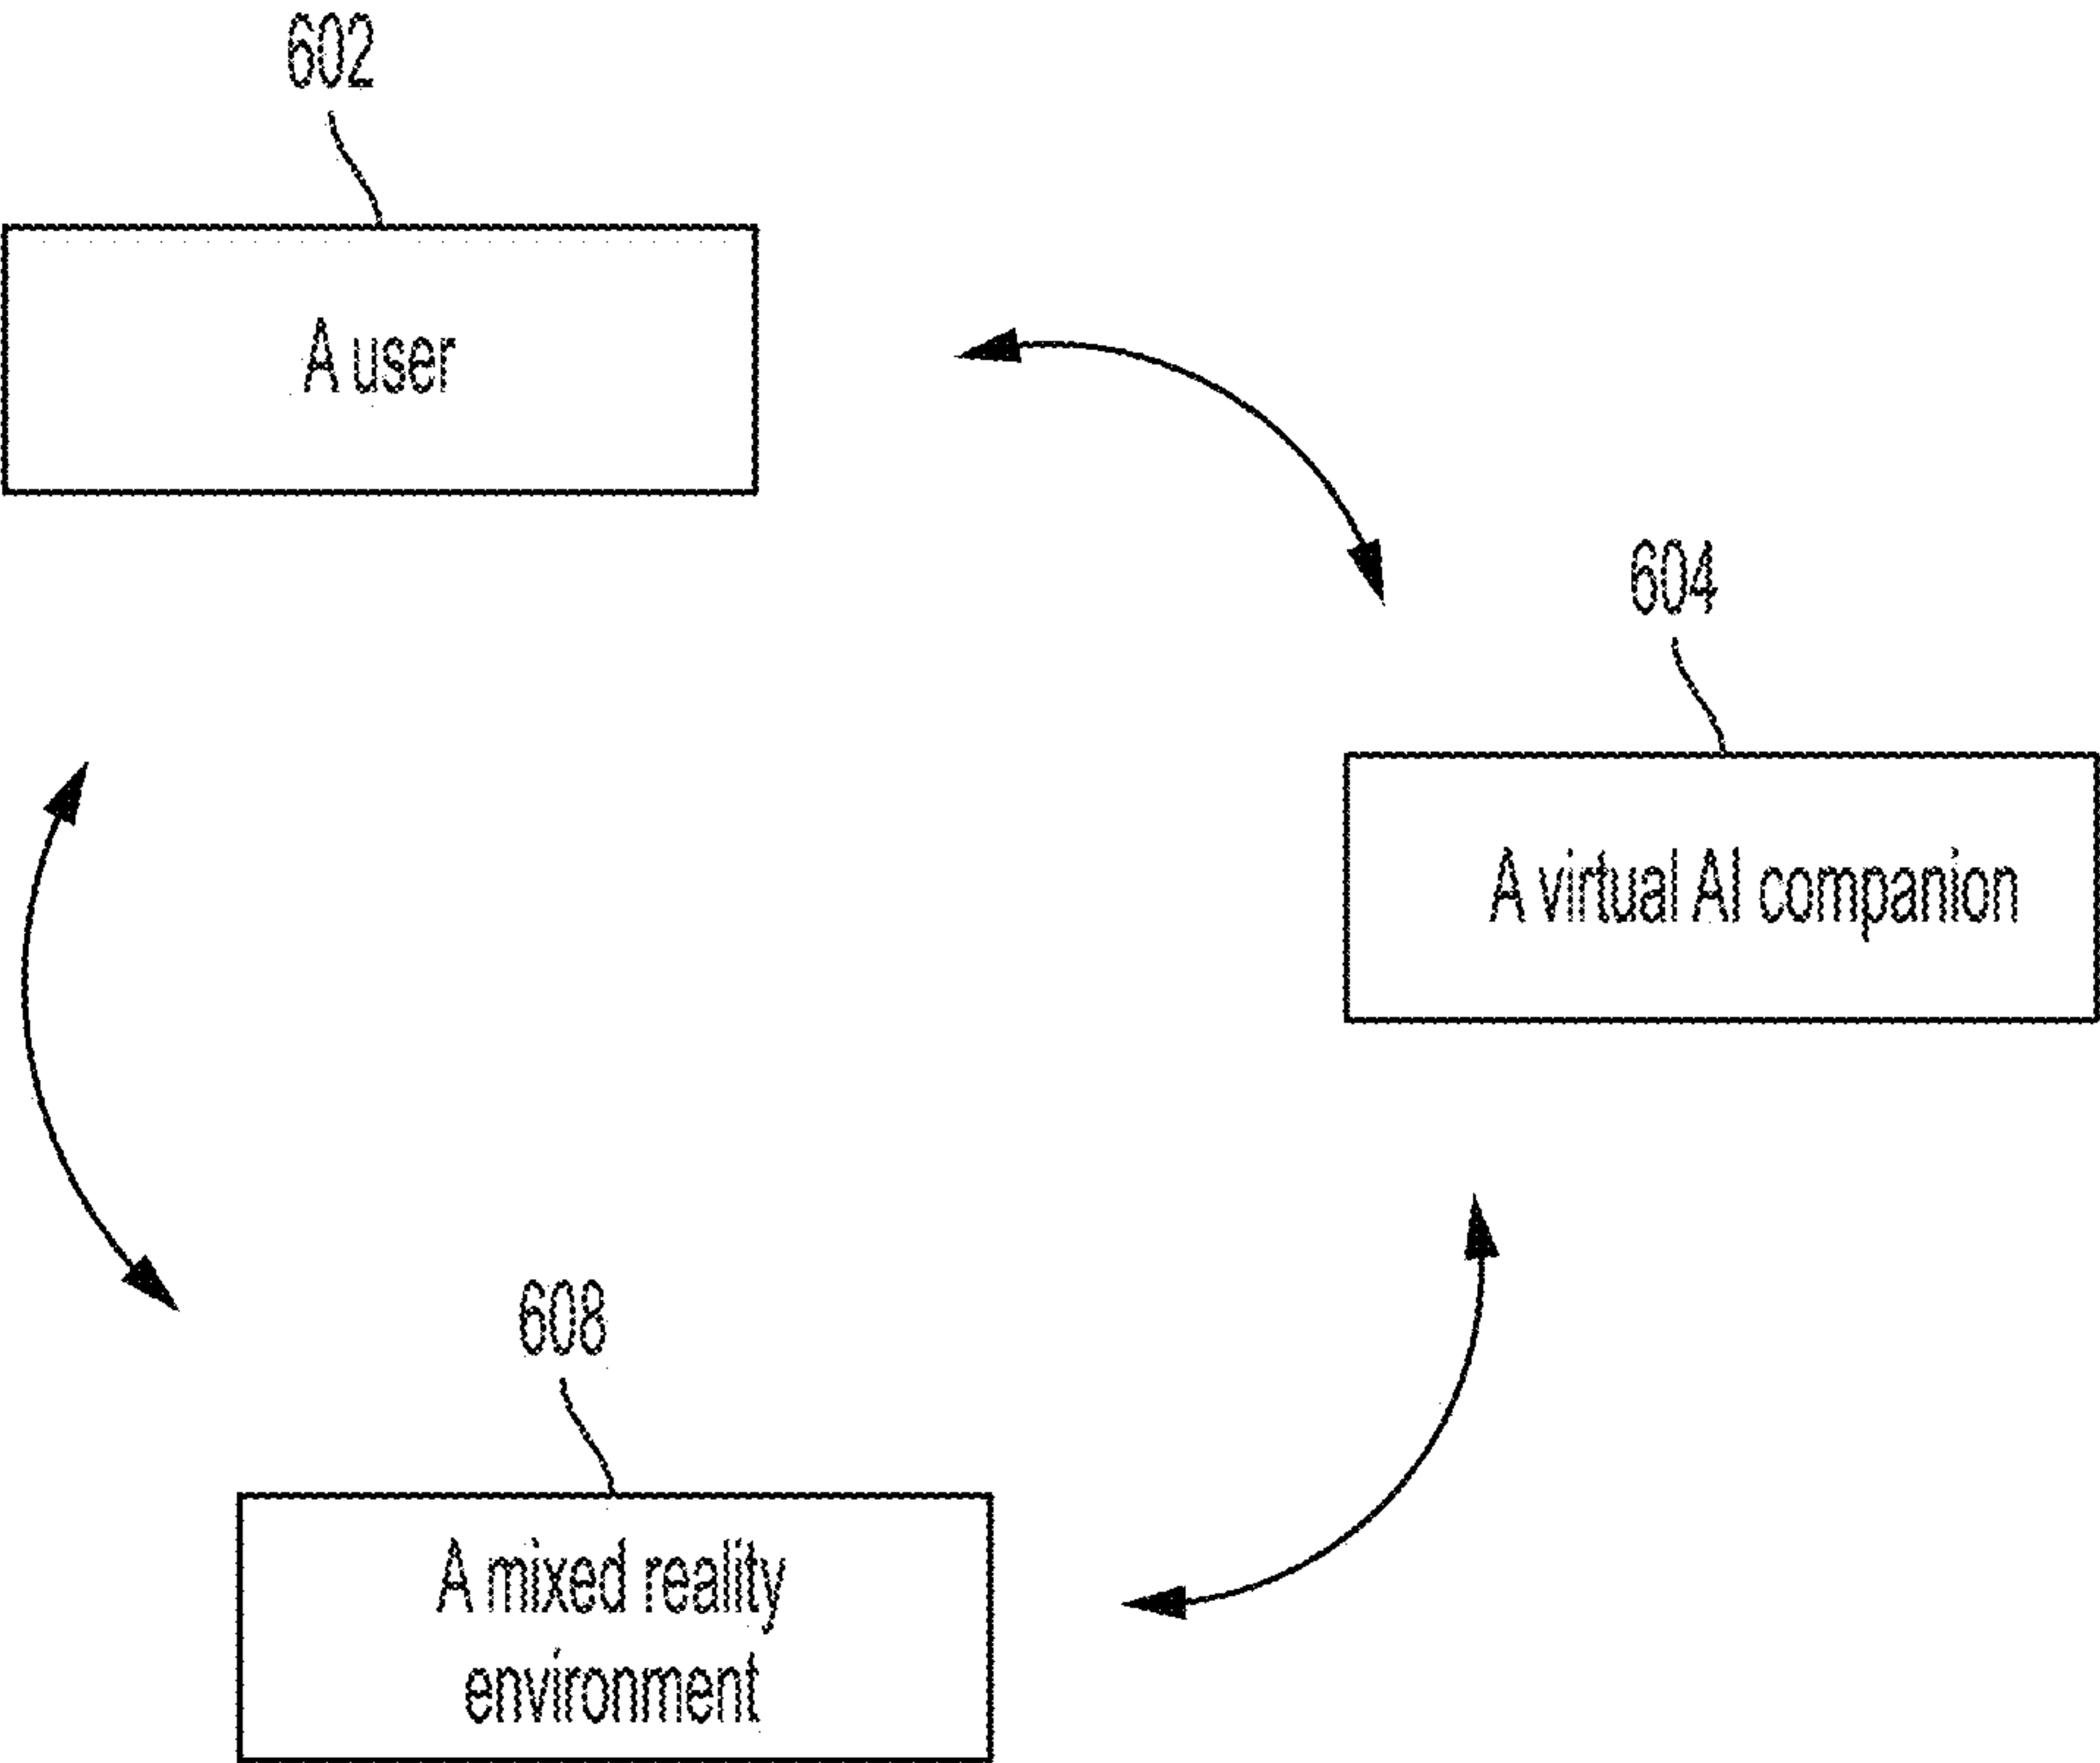 602
A user
604
A virtual AI companion
608
A mixed reality
environment